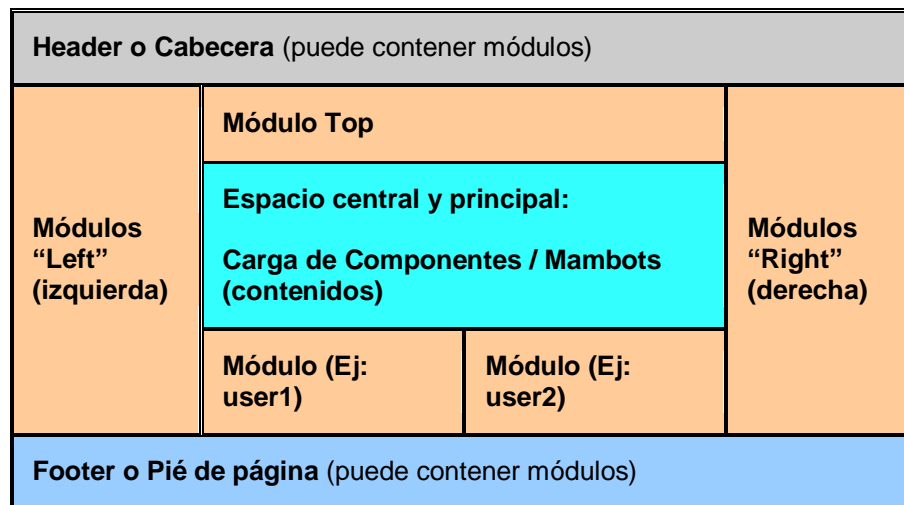 Header o Cabecera (puede contener módulos)
Módulos
“Left”
(izquierda)
Módulo Top
Espacio central y principal:
Carga de Componentes / Mambots
(contenidos)
Módulo (Ej:
user1)
Módulo (Ej:
user2)
Módulos
“Right”
(derecha)
Footer o Pié de página (puede contener módulos)